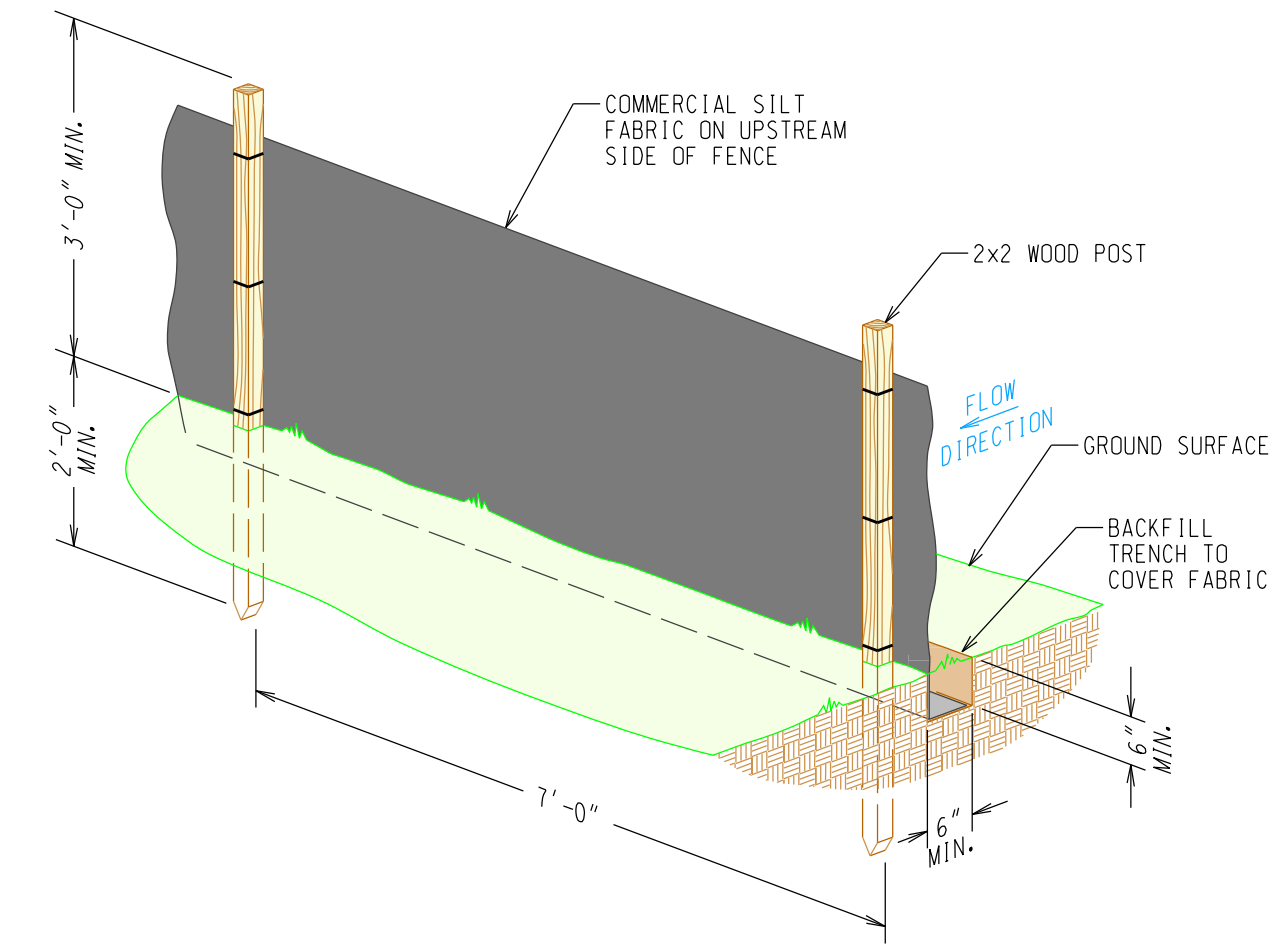 COMMERCIAL SILT
FABRIC ON UPSTREAM
SIDE OF FENCE
3'-0" MIN.
2x2 WOOD POST
FLOW
DIRECTION
GROUND SURFACE
2'-0"
MIN.
BACKFILL
TRENCH TO
COVER FABRIC
6"
MIN.
7'-0"
6"
MIN.